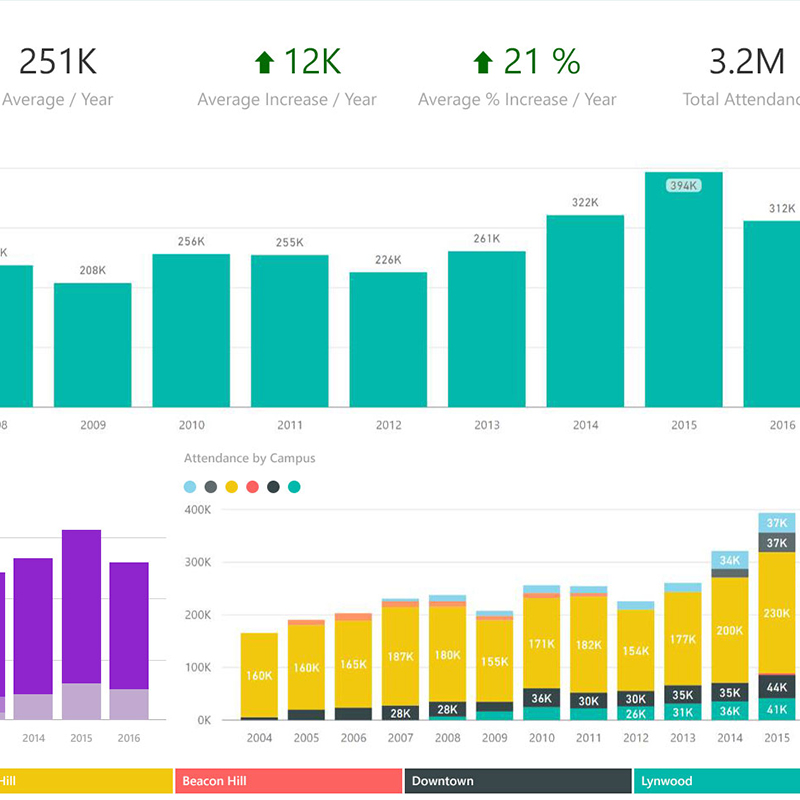 251K
12K
21 %
3.2M
Average / Year
Average Increase / Year
Average % Increase / Year
Total Attendanc
K
208K
256K
255K
226K
261K
322K
394K
312K
08
2009
2010
2011
2012
2013
2014
2015
2016
Attendance by Campus
400K
300K
200K
100K
0K
160K
160K
165K
187K
28K
180K
28K
155K
171K
36K
182K
30K
154K
30K
26K
177K
35K
31K
34K
200K
35K
36K
37K
37K
230K
44K
41K
2004
2005
2006
2007
2008
2009
2010
2011
2012
2013
2014
2015
2014
2015
2016
Hill
Beacon Hill
Downtown
Lynwood